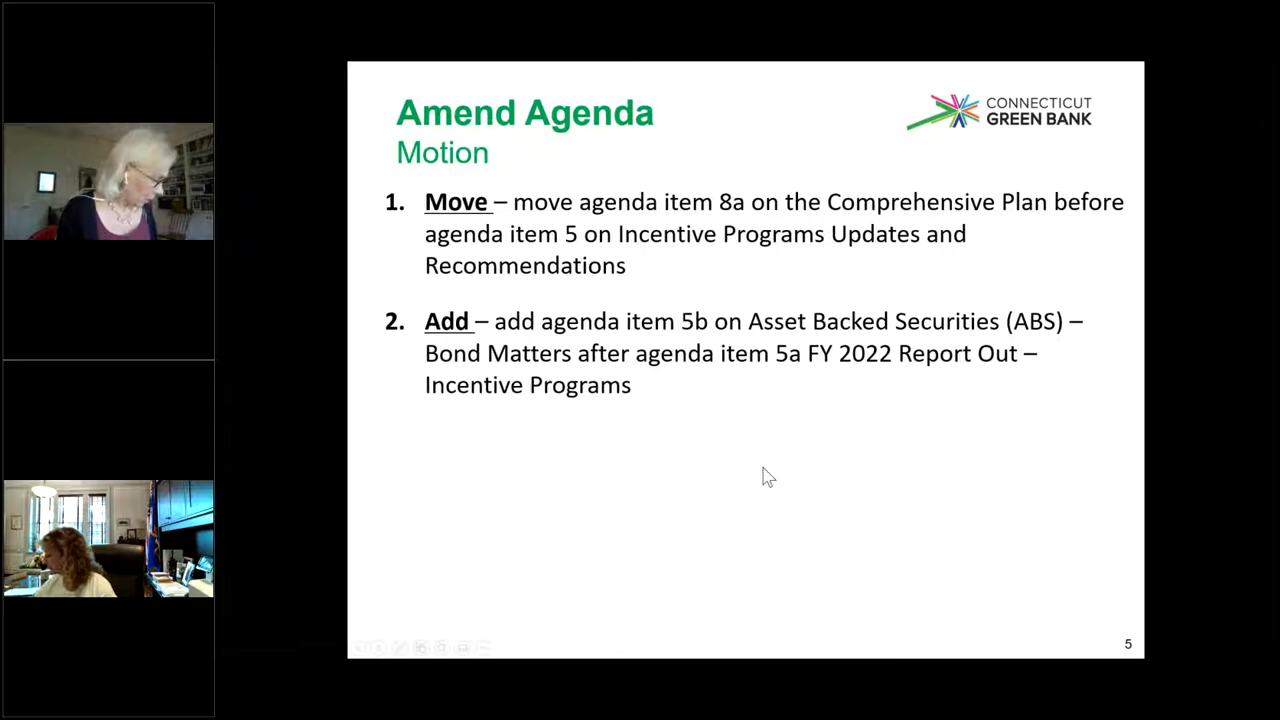 Amend Agenda
CONNECTICUT
GREEN BANK
Motion
1. Move – move agenda item 8a on the Comprehensive Plan before
agenda item 5 on Incentive Programs Updates and
Recommendations
2. Add – add agenda item 5b on Asset Backed Securities (ABS) –
Bond Matters after agenda item 5a FY 2022 Report Out –
Incentive Programs
5